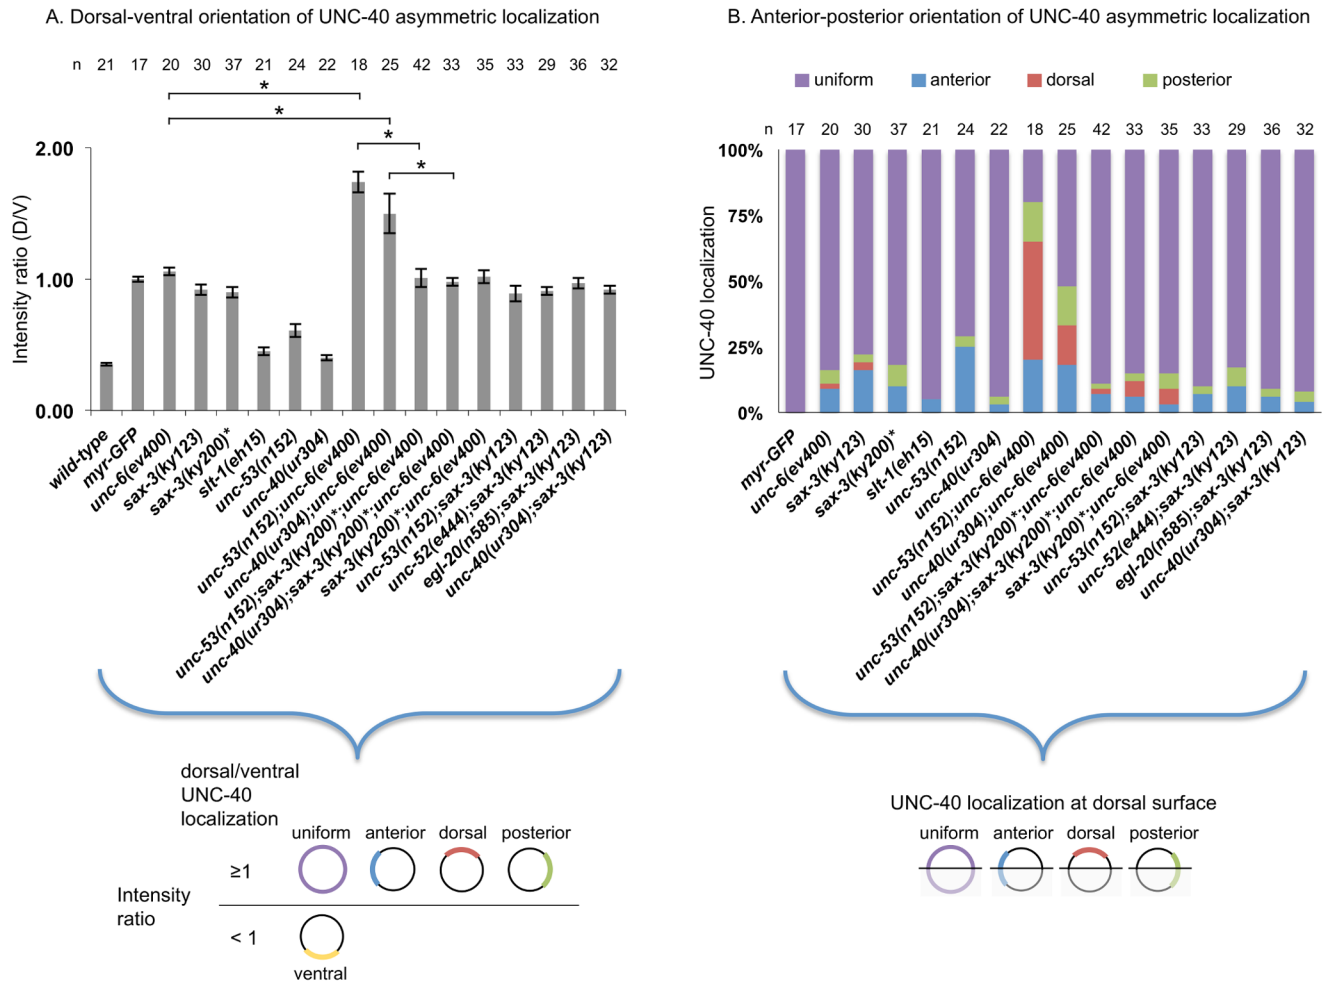 A. Dorsal-ventral orientation of UNC-40 asymmetric localization
n 21 17 20 30 37 21 24 22 18 25 42 33 35 33 29 36 32
*
*
*
*
2.00
1.00
0.00
Intensity ratio (D/V)
wild-type
myr-GFP
unc-6(ev400)
sax-3(ky123)
sax-3(ky200)*
slt-1(eh15)
unc-53(n152)
unc-40(ur304)
unc-53(n152);unc-6(ev400)
unc-40(ur304);unc-6(ev400)
unc-53(n152);sax-3(ky200)*;unc-6(ev400)
unc-40(ur304);sax-3(ky200)*;unc-6(ev400)
sax-3(ky200)*;unc-6(ev400)
unc-53(n152);sax-3(ky123)
unc-52(e444);sax-3(ky123)
egl-20(n585);sax-3(ky123)
unc-40(ur304);sax-3(ky123)
dorsal/ventral
UNC-40
localization
uniform anterior dorsal posterior
≥1
Intensity
ratio
< 1
ventral
B. Anterior-posterior orientation of UNC-40 asymmetric localization
uniform anterior dorsal posterior
n 17 20 30 37 21 24 22 18 25 42 33 35 33 29 36 32
100%
75%
50%
25%
0%
UNC-40 localization
myr-GFP
unc-6(ev400)
sax-3(ky123)
sax-3(ky200)*
slt-1(eh15)
unc-53(n152)
unc-40(ur304)
unc-53(n152);unc-6(ev400)
unc-40(ur304);unc-6(ev400)
unc-53(n152);sax-3(ky200)*;unc-6(ev400)
unc-40(ur304);sax-3(ky200)*;unc-6(ev400)
sax-3(ky200)*;unc-6(ev400)
unc-53(n152);sax-3(ky123)
unc-52(e444);sax-3(ky123)
egl-20(n585);sax-3(ky123)
unc-40(ur304);sax-3(ky123)
UNC-40 localization at dorsal surface
uniform anterior dorsal posterior